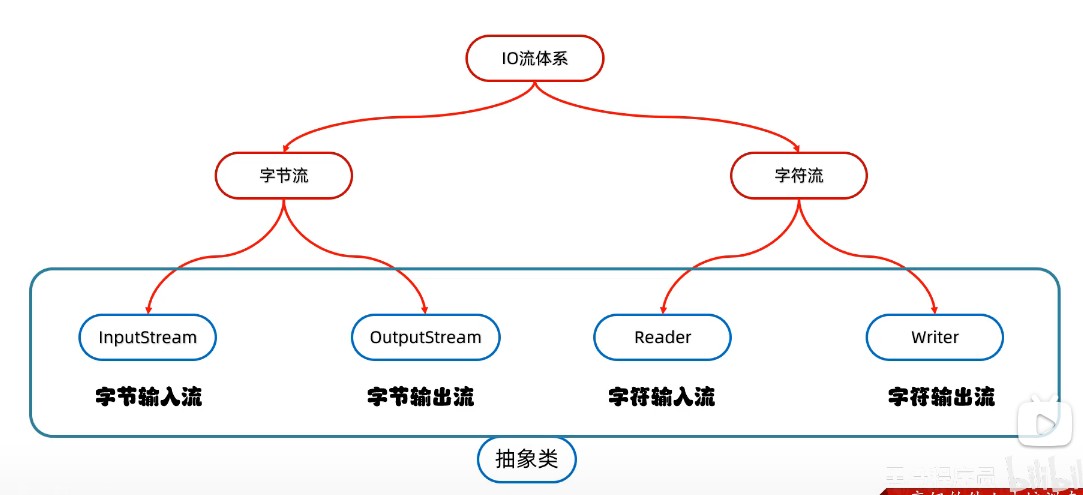 IO流体系
字节流
字符流
InputStream
OutputStream
Reader
Writer
字节输入流
字节输出流
字符输入流
字符输出流
抽象类
bilibili